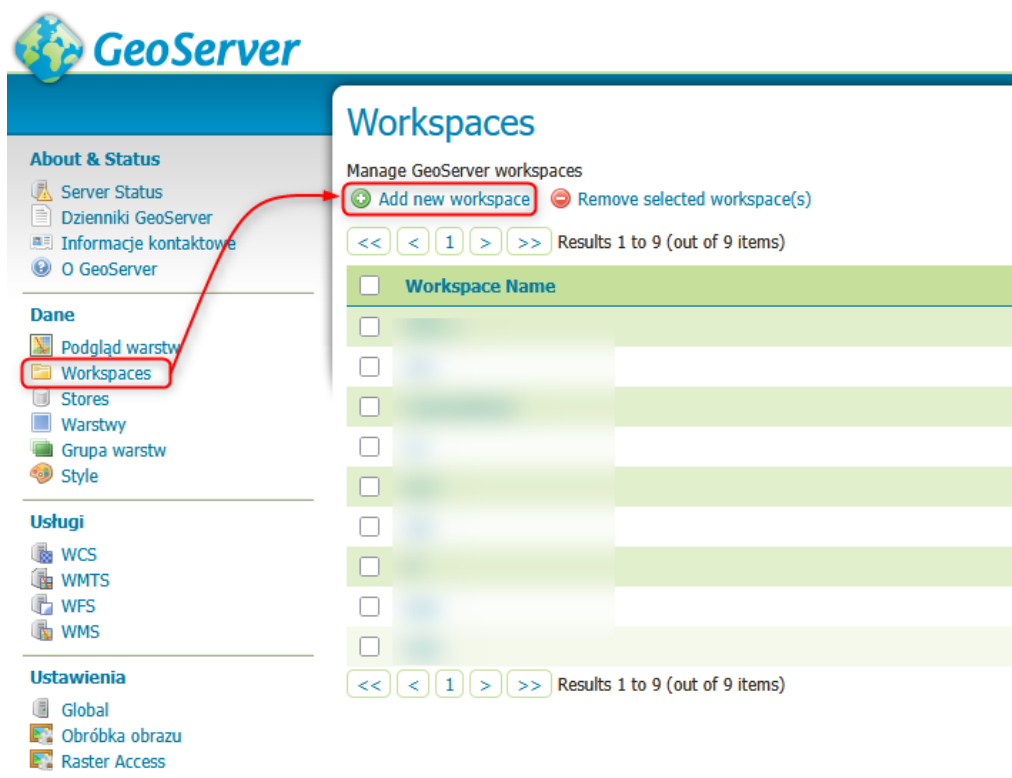 GeoServer
About & Status
Server Status
Dzienniki GeoServer
Informacje kontaktowe
O GeoServer
Dane
Podgląd warstw
Workspaces
Stores
Warstwy
Grupa warstw
Style
Usługi
WCS
WMTS
WFS
WMS
Ustawienia
Global
Obróbka obrazu
Raster Access
Workspaces
Manage GeoServer workspaces
Add new workspace Remove selected workspace(s)
<< < 1 > >> Results 1 to 9 (out of 9 items)
Workspace Name
<< < 1 > >> Results 1 to 9 (out of 9 items)